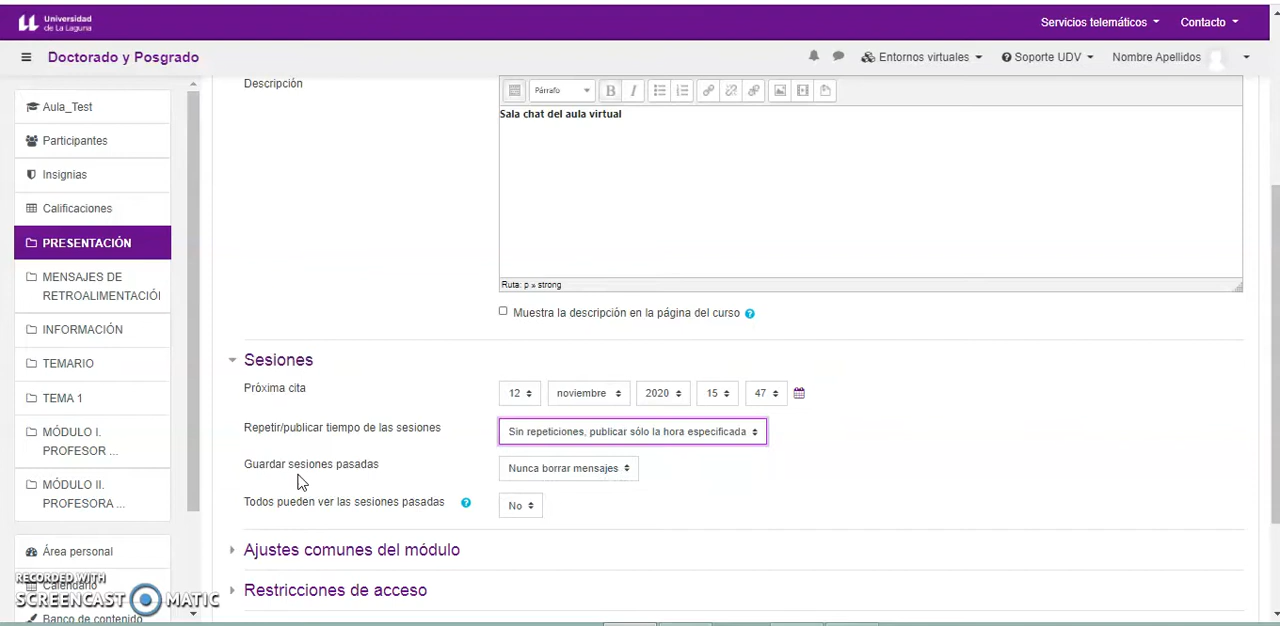 Universidad
de La Laguna
Servicios telemáticos
Contacto
Doctorado y Posgrado
Entornos virtuales
Soporte UDV
Nombre Apellidos
Aula_Test
Participantes
Insignias
Calificaciones
PRESENTACIÓN
MENSAJES DE
RETROALIMENTACIÓN
INFORMACIÓN
TEMARIO
TEMA 1
MÓDULO I.
PROFESOR ...
MÓDULO II.
PROFESORA ...
Área personal
Calendario
Banco de contenido
RECORDED WITH
SCREENCAST MATIC
Descripción
Párrafo
B I
Sala chat del aula virtual
Ruta: p » strong
Muestra la descripción en la página del curso
Sesiones
Próxima cita
12 noviembre 2020 15 47
Repetir/publicar tiempo de las sesiones
Sin repeticiones, publicar sólo la hora especificada
Guardar sesiones pasadas
Nunca borrar mensajes
Todos pueden ver las sesiones pasadas
No
Ajustes comunes del módulo
Restricciones de acceso